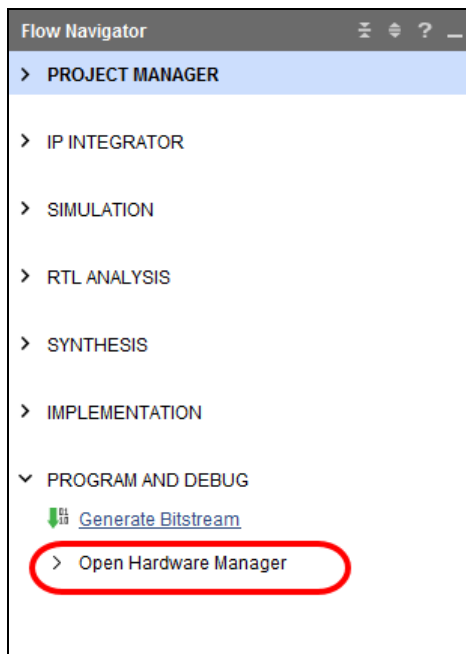 Flow Navigator ?
PROJECT MANAGER
IP INTEGRATOR
SIMULATION
RTL ANALYSIS
SYNTHESIS
IMPLEMENTATION
PROGRAM AND DEBUG
Generate Bitstream
Open Hardware Manager